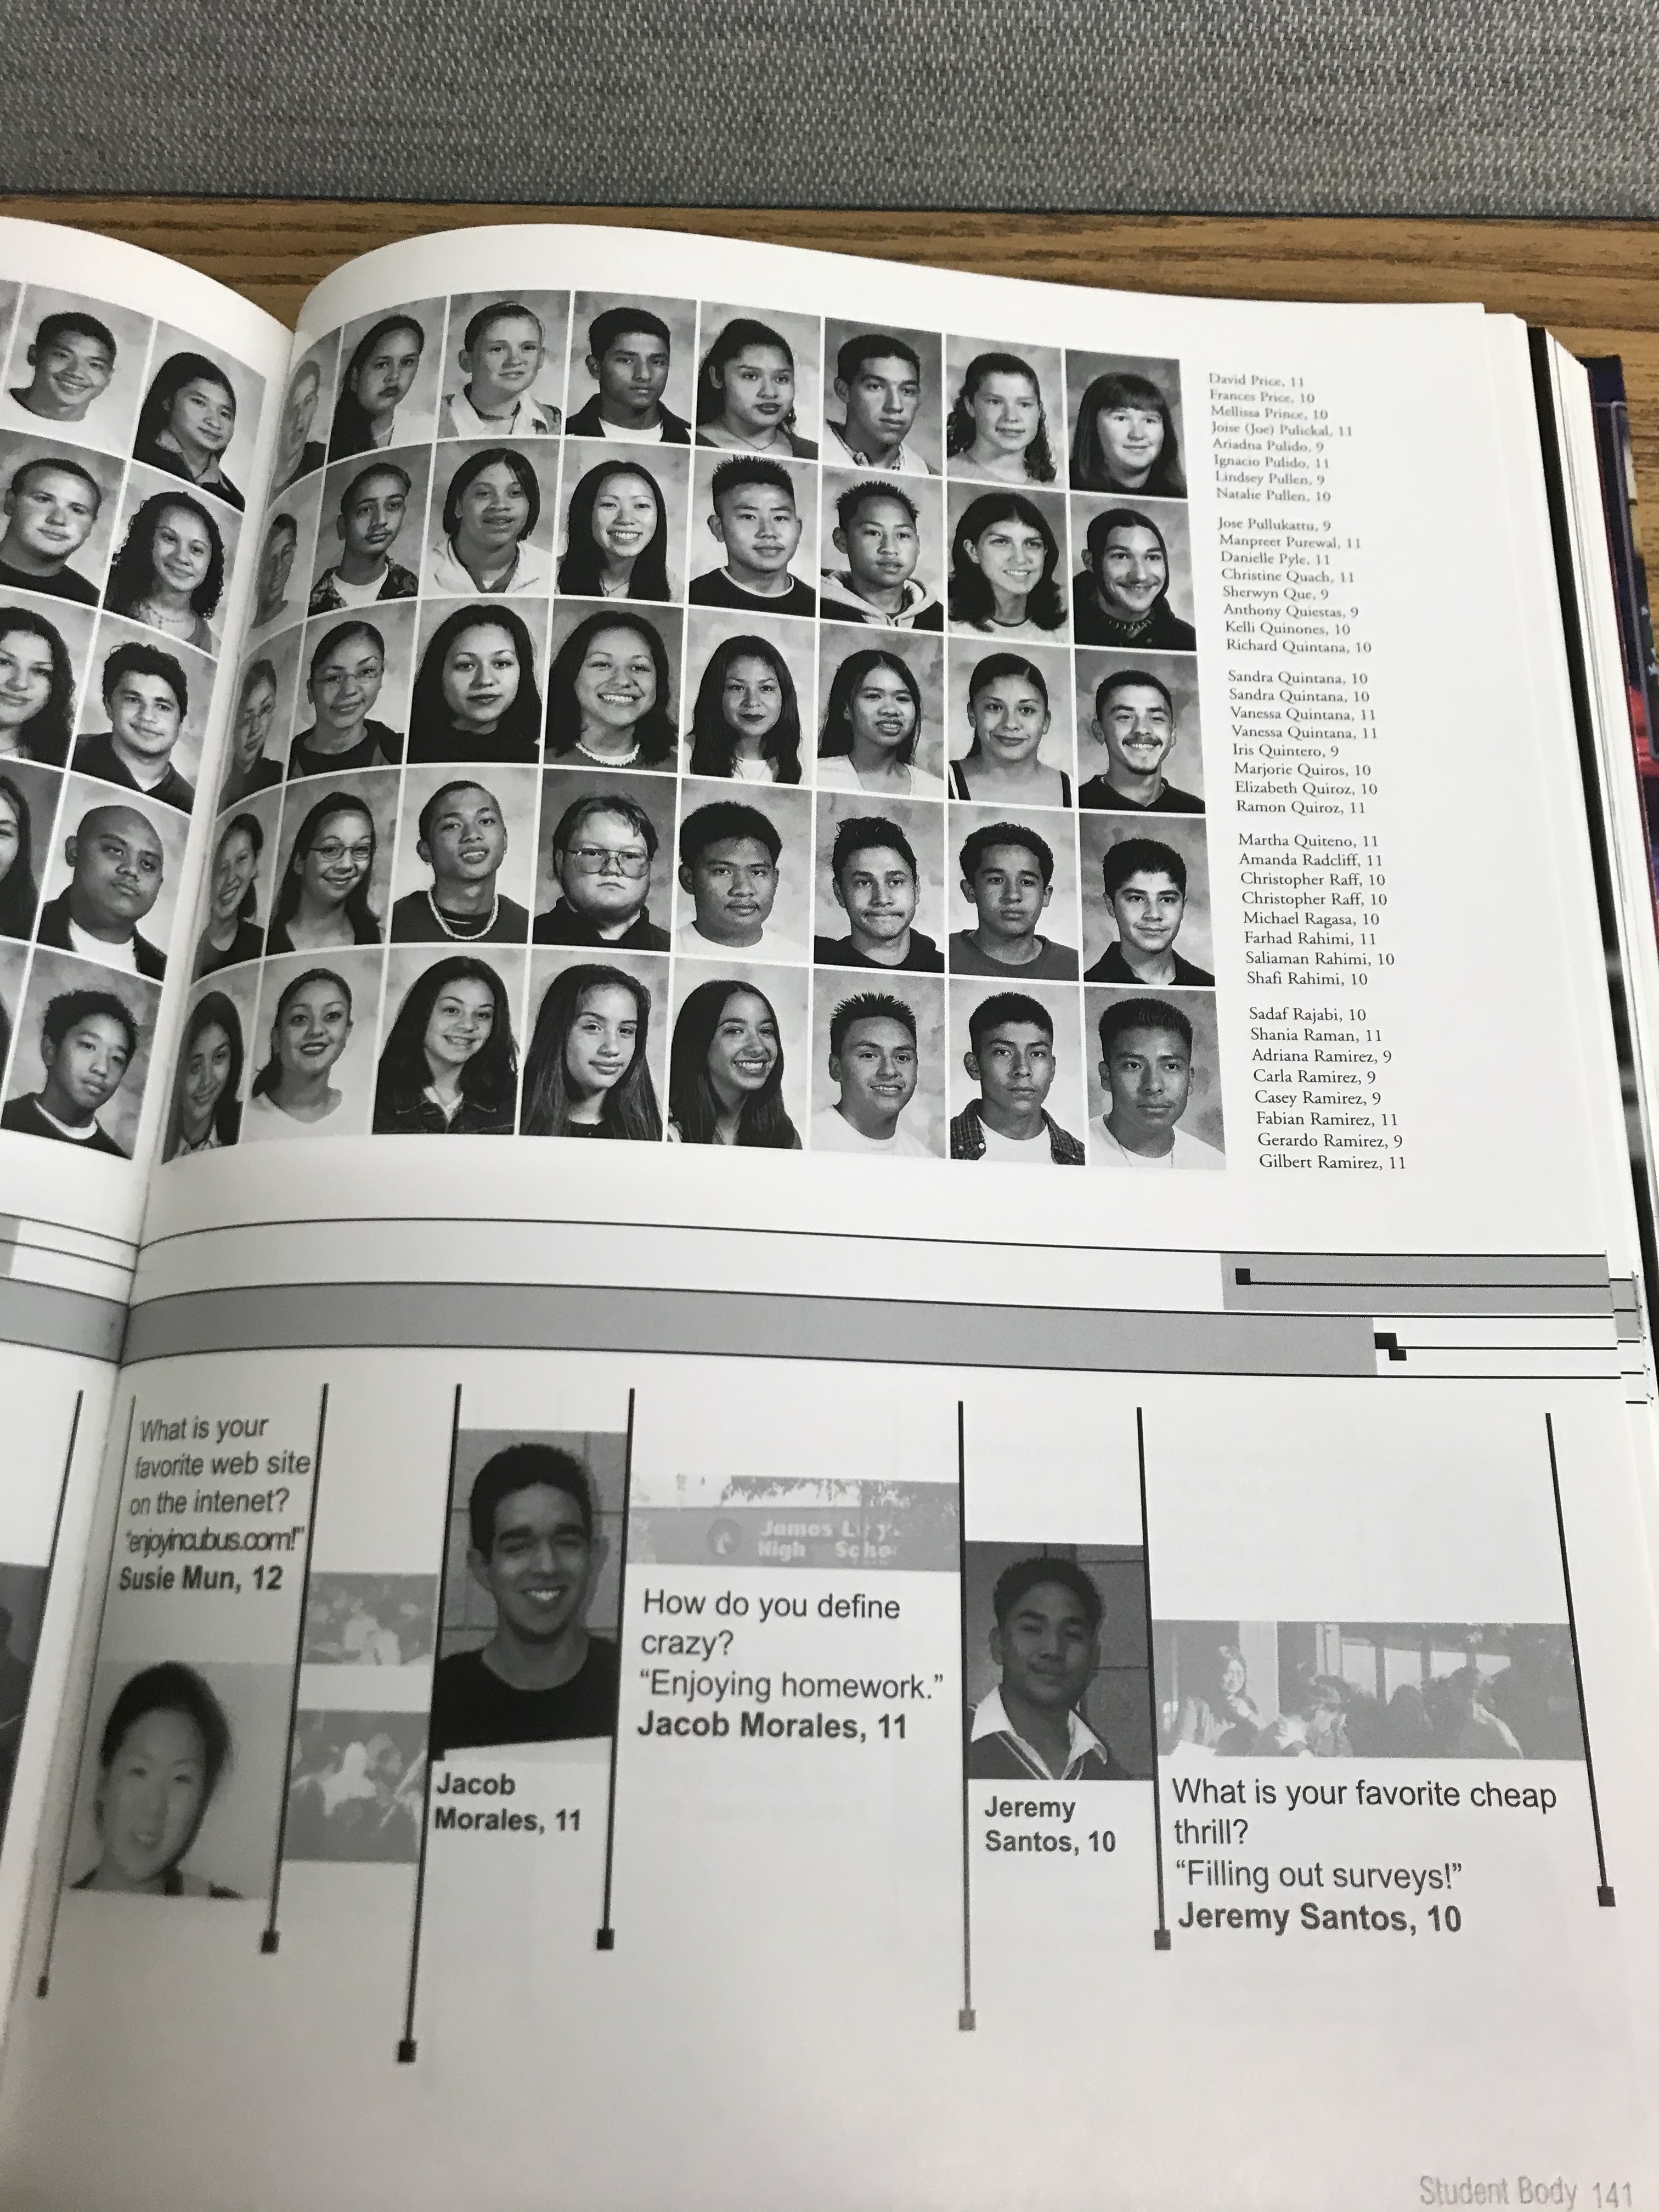 David Price, 11
Frances Price, 10
Mellissa Prince, 10
Joise (Joe) Pulickal, 11
Ariadna Pulido, 9
Ignacio Pulido, 11
Lindsey Pullen, 9
Natalie Pullen, 10
Jose Pullukattu, 9
Manpreet Purewal, 11
Danielle Pyle, 11
Christine Quach, 11
Sherwyn Que, 9
Anthony Quiestas, 9
Kelli Quinones, 10
Richard Quintana, 10
Sandra Quintana, 10
Sandra Quintana, 10
Vanessa Quintana, 11
Vanessa Quintana, 11
Iris Quintero, 9
Marjorie Quiros, 10
Elizabeth Quiroz, 10
Ramon Quiroz, 11
Martha Quiteno, 11
Amanda Radcliff, 11
Christopher Raff, 10
Christopher Raff, 10
Michael Ragasa, 10
Farhad Rahimi, 11
Saliaman Rahimi, 10
Shafi Rahimi, 10
Sadaf Rajabi, 10
Shania Raman, 11
Adriana Ramirez, 9
Carla Ramirez, 9
Casey Ramirez, 9
Fabian Ramirez, 11
Gerardo Ramirez, 9
Gilbert Ramirez, 11
What is your
favorite web site
on the intenet?
"enjoyincubus.com!"
Susie Mun, 12
Jacob
Morales, 11
James
High
How do you define
crazy?
"Enjoying homework."
Jacob Morales, 11
Jeremy
Santos, 10
What is your favorite cheap
thrill?
"Filling out surveys!"
Jeremy Santos, 10
Student Body 141